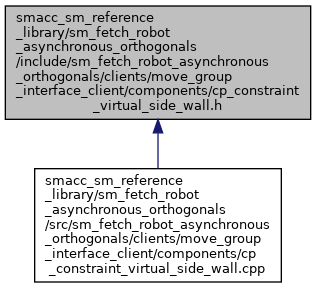 smacc_sm_reference
_library/sm_fetch_robot
_asynchronous_orthogonals
/include/sm_fetch_robot_asynchronous
_orthogonals/clients/move_group
_interface_client/components/cp_constraint
_virtual_side_wall.h
smacc_sm_reference
_library/sm_fetch_robot
_asynchronous_orthogonals
/src/sm_fetch_robot_asynchronous
_orthogonals/clients/move_group
_interface_client/components/cp
_constraint_virtual_side_wall.cpp